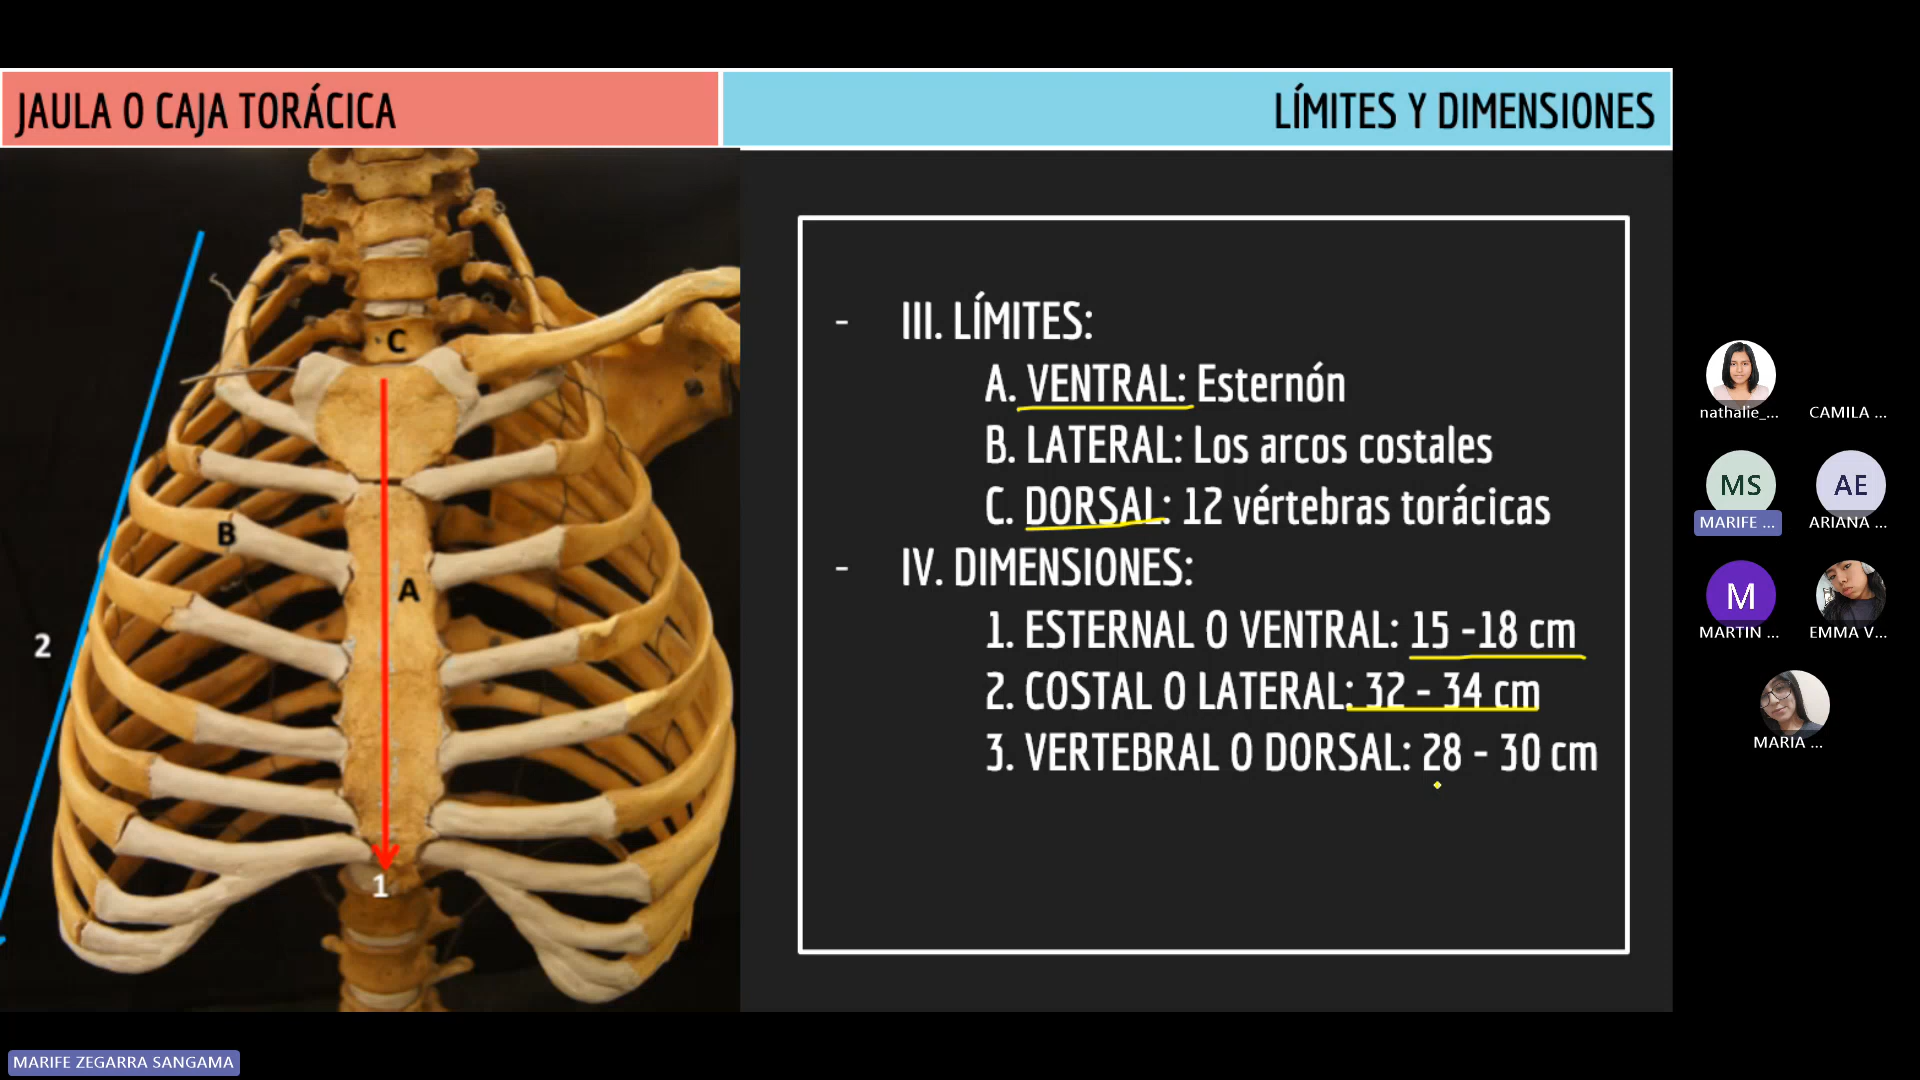 JAULA O CAJA TORÁCICA
LÍMITES Y DIMENSIONES
C
B
A
2
1
- III. LÍMITES:
A. VENTRAL: Esternón
B. LATERAL: Los arcos costales
C. DORSAL: 12 vértebras torácicas
- IV. DIMENSIONES:
1. ESTERNAL O VENTRAL: 15 -18 cm
2. COSTAL O LATERAL: 32 - 34 cm
3. VERTEBRAL O DORSAL: 28 - 30 cm
nathalie_...
CAMILA ...
MS
AE
MARIFE ...
ARIANA ...
M
MARTIN ...
EMMA V...
MARIA ...
MARIFE ZEGARRA SANGAMA